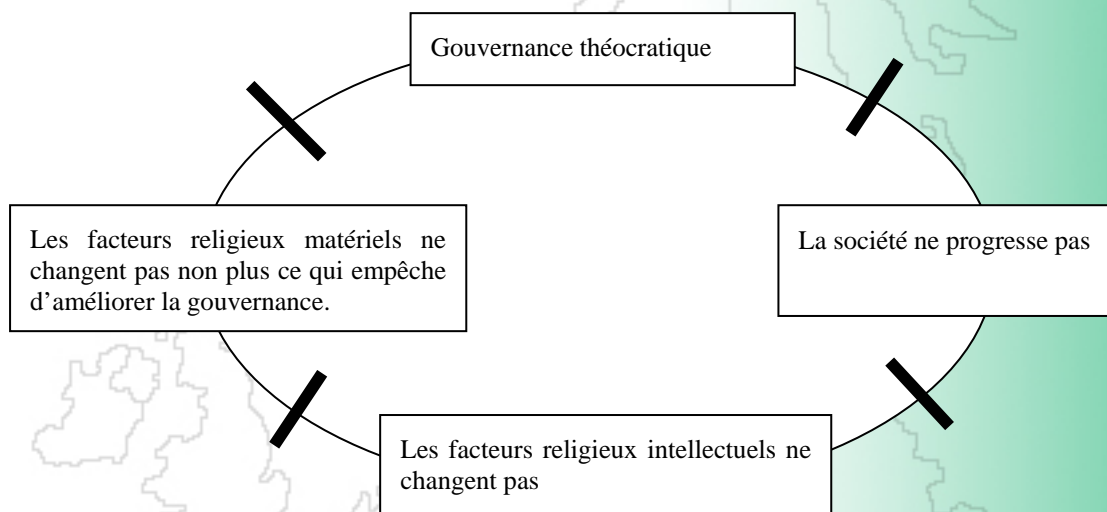 Gouvernance théocratique
Les facteurs religieux matériels ne
changent pas non plus ce qui empêche
d’améliorer la gouvernance.
La société ne progresse pas
Les facteurs religieux intellectuels ne
changent pas